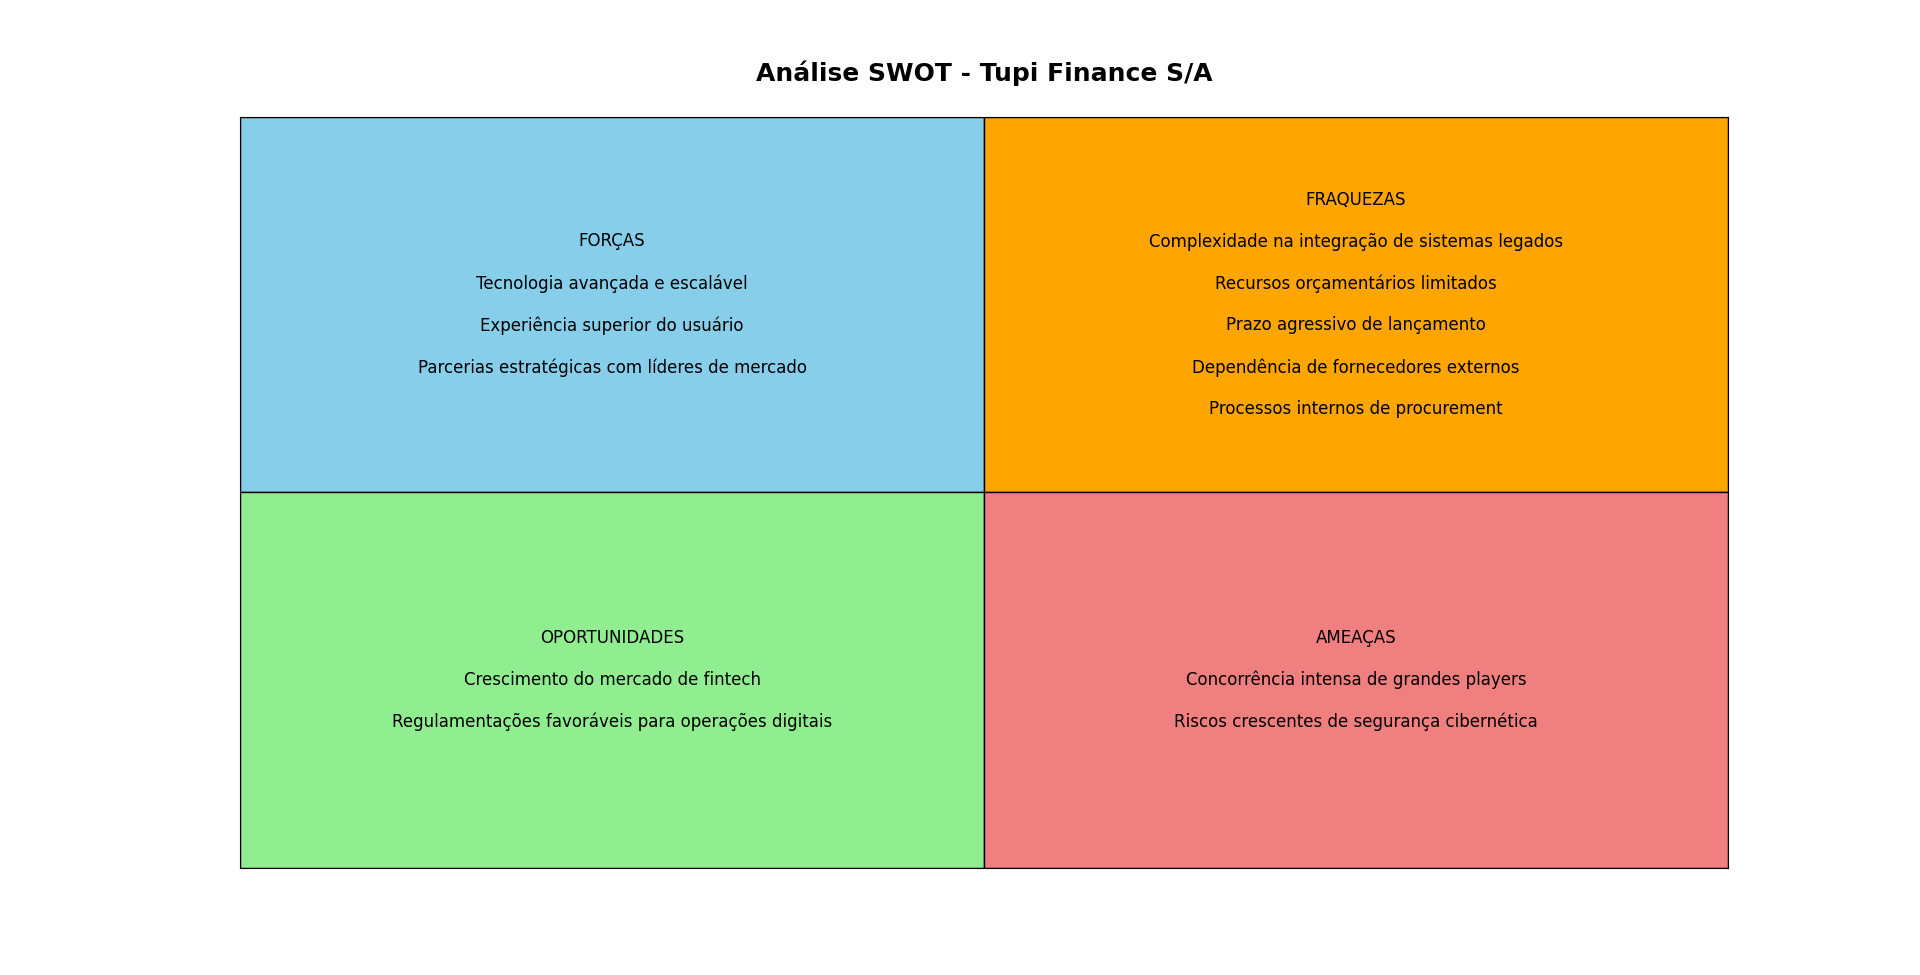 Análise SWOT - Tupi Finance S/A
FORÇAS
Tecnologia avançada e escalável
Experiência superior do usuário
Parcerias estratégicas com líderes de mercado
FRAQUEZAS
Complexidade na integração de sistemas legados
Recursos orçamentários limitados
Prazo agressivo de lançamento
Dependência de fornecedores externos
Processos internos de procurement
OPORTUNIDADES
Crescimento do mercado de fintech
Regulamentações favoráveis para operações digitais
AMEAÇAS
Concorrência intensa de grandes players
Riscos crescentes de segurança cibernética